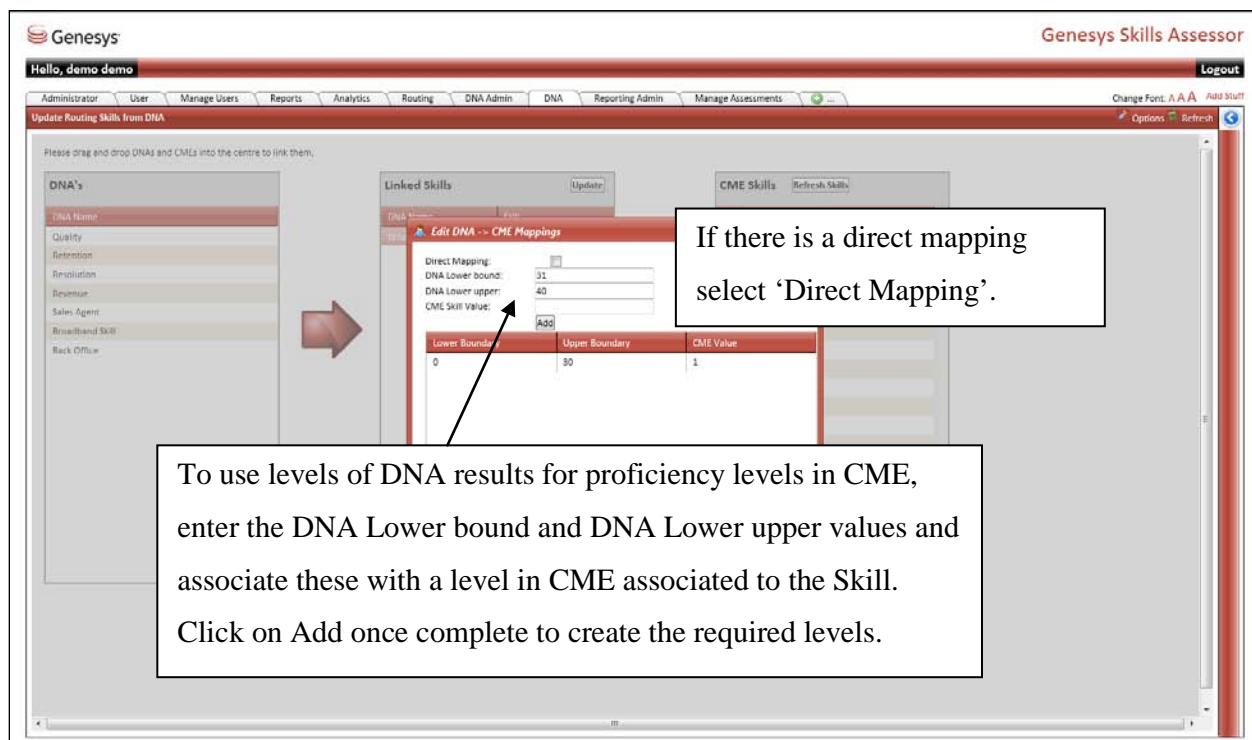 Genesys
Genesys Skills Assessor
Hello, demo demo
Logout
Administrator User Manage Users Reports Analytics Routing DNA Admin DNA Reporting Admin Manage Assessments ...
Change Font: A A A Add Stuff
Update Routing Skills from DNA
Options Refresh
Please drag and drop DNAs and CMEs into the centre to link them.
DNA's
DNA Name
Quality
Retention
Resolution
Revenue
Sales Agent
Broadband Skill
Back Office
Linked Skills Update
DNA Name Edit
CME Skills Refresh Skills
Edit DNA -> CME Mappings
Direct Mapping:
DNA Lower bound: 31
DNA Lower upper: 40
CME Skill Value:
Add
Lower Boundary Upper Boundary CME Value
0 30 1
If there is a direct mapping
select ‘Direct Mapping’.
To use levels of DNA results for proficiency levels in CME,
enter the DNA Lower bound and DNA Lower upper values and
associate these with a level in CME associated to the Skill.
Click on Add once complete to create the required levels.